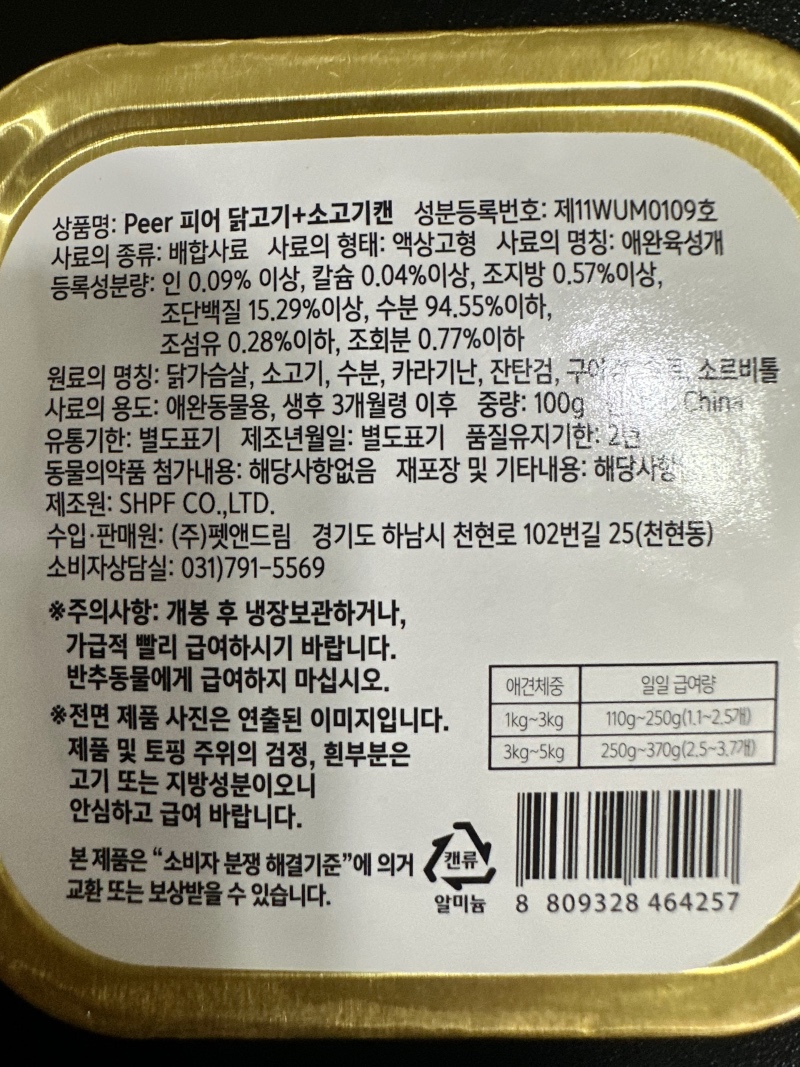 상품명: Peer 피어 닭고기+소고기캔 성분등록번호: 제11WUM0109호
사료의 종류: 배합사료 사료의 형태: 액상고형 사료의 명칭: 애완육성개
등록성분량: 인 0.09% 이상, 칼슘 0.04%이상, 조지방 0.57%이상,
조단백질 15.29%이상, 수분 94.55%이하,
조섬유 0.28%이하, 조회분 0.77%이하
원료의 명칭: 닭가슴살, 소고기, 수분, 카라기난, 잔탄검, 소르비톨
사료의 용도: 애완동물용, 생후 3개월령 이후 중량: 100g China
유통기한: 별도표기 제조년월일: 별도표기 품질유지기한: 2년
동물의약품 첨가내용: 해당사항없음 재포장 및 기타내용: 해당사항
제조원: SHPF CO.,LTD.
수입·판매원: (주)펫앤드림 경기도 하남시 천현로 102번길 25(천현동)
소비자상담실: 031)791-5569
※주의사항: 개봉 후 냉장보관하거나,
가급적 빨리 급여하시기 바랍니다.
반추동물에게 급여하지 마십시오.
※전면 제품 사진은 연출된 이미지입니다.
제품 및 토핑 주위의 검정, 흰부분은
고기 또는 지방성분이오니
안심하고 급여 바랍니다.
본 제품은 “소비자 분쟁 해결기준”에 의거
교환 또는 보상받을 수 있습니다.
애견체중 일일 급여량
1kg~3kg 110g~250g(1.1~2.5개)
3kg~5kg 250g~370g(2.5~3.7개)
캔류
알미늄
8 809328 464257